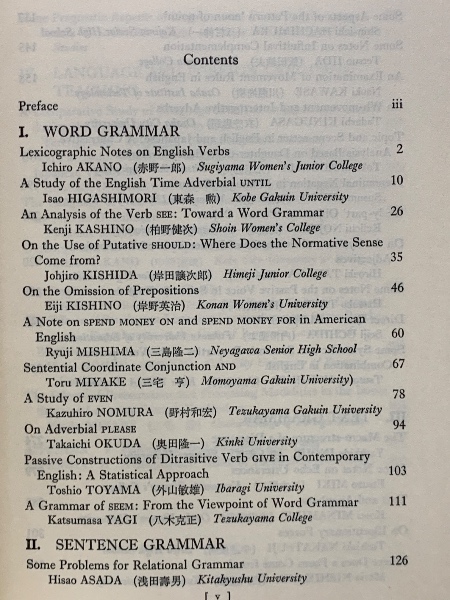 Contents
Preface iii
I. WORD GRAMMAR
Lexicographic Notes on English Verbs 2
Ichiro AKANO (赤野一郎) Sugiyama Women's Junior College
A Study of the English Time Adverbial UNTIL 10
Isao HIGASHIMORI (東森 勲) Kobe Gakuin University
An Analysis of the Verb SEE: Toward a Word Grammar 26
Kenji KASHINO (柏野健次) Shoin Women's College
On the Use of Putative SHOULD: Where Does the Normative Sense
Come from? 35
Johjiro KISHIDA (岸田譲次郎) Himeji Junior College
On the Omission of Prepositions 46
Eiji KISHINO (岸野英治) Konan Women's University
A Note on SPEND MONEY ON and SPEND MONEY FOR in American
English 60
Ryuji MISHIMA (三島隆二) Neyagawa Senior High School
Sentential Coordinate Conjunction AND 67
Toru MIYAKE (三宅 亨) Momoyama Gakuin University)
A Study of EVEN 78
Kazuhiro NOMURA (野村和宏) Tezukayama Gakuin University
On Adverbial PLEASE 94
Takaichi OKUDA (奥田隆一) Kinki University
Passive Constructions of Ditrasitive Verb GIVE in Contemporary
English: A Statistical Approach 103
Toshio TOYAMA (外山敏雄) Ibaragi University
A Grammar of SEEM: From the Viewpoint of Word Grammar 111
Katsumasa YAGI (八木克正) Tezukayama College
II. SENTENCE GRAMMAR
Some Problems for Relational Grammar 126
Hisao ASADA (浅田壽男) Kitakyushu University
[ v ]